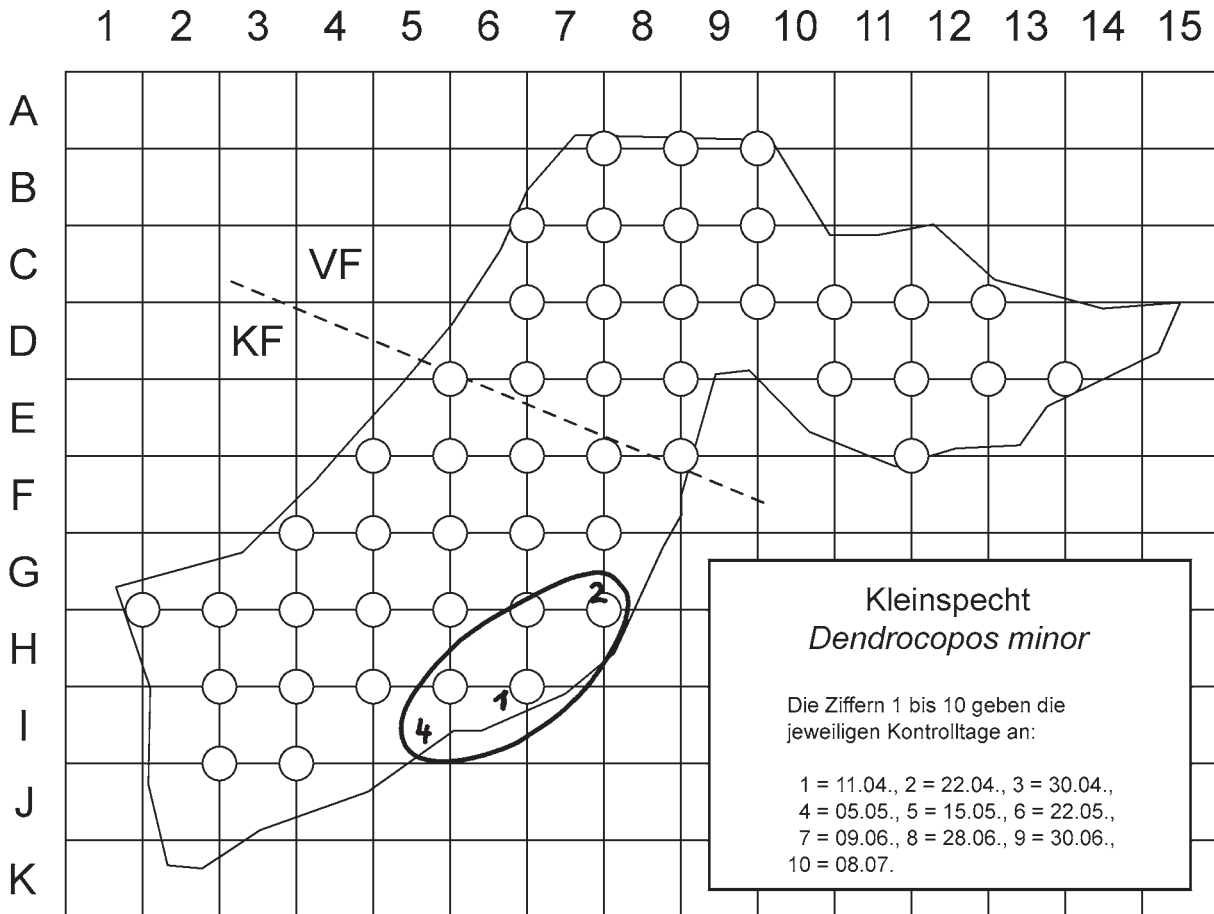 1 2 3 4 5 6 7 8 9 10 11 12 13 14 15
A
B
C
D
E
F
G
H
I
J
K
VF
KF
2
1
4
Kleinspecht
Dendrocopos minor
Die Ziffern 1 bis 10 geben die
jeweiligen Kontrolltage an:
1 = 11.04., 2 = 22.04., 3 = 30.04.,
4 = 05.05., 5 = 15.05., 6 = 22.05.,
7 = 09.06., 8 = 28.06., 9 = 30.06.,
10 = 08.07.